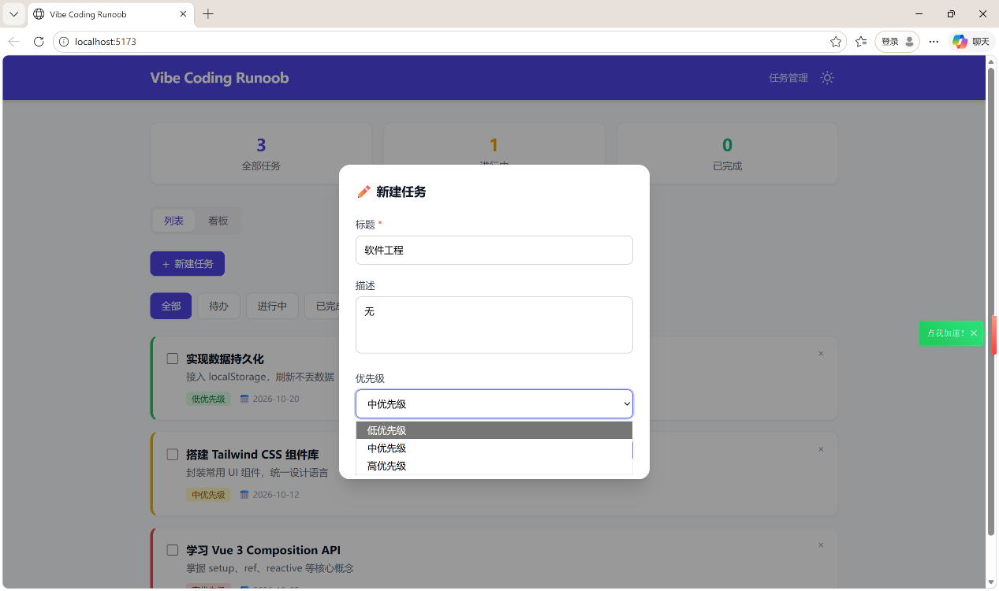 Vibe Coding Runoob
localhost:5173
登录
聊天
Vibe Coding Runoob
任务管理
3
全部任务
1
进行中
0
已完成
列表
看板
+ 新建任务
全部
待办
进行中
已完成
新建任务
标题 *
软件工程
描述
无
优先级
中优先级
低优先级
中优先级
高优先级
点我加速!
实现数据持久化
接入 localStorage，刷新不丢数据
低优先级
2026-10-20
搭建 Tailwind CSS 组件库
封装常用 UI 组件，统一设计语言
中优先级
2026-10-12
学习 Vue 3 Composition API
掌握 setup、ref、reactive 等核心概念